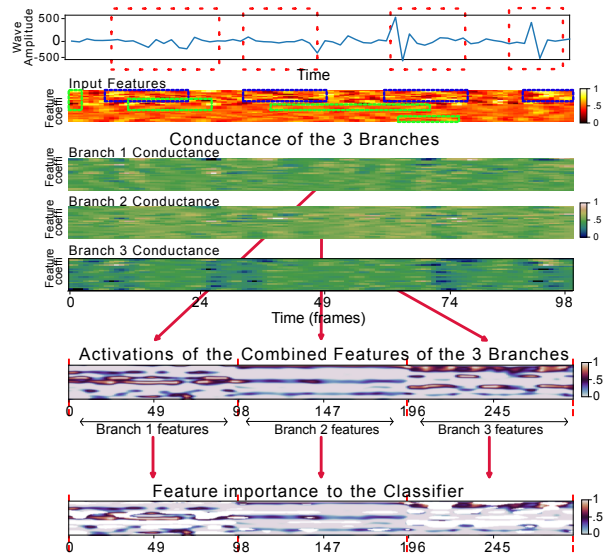 Wave
Amplitude
500
0
-500
Time
Input Features
Feature
coeffi
1
.5
0
Conductance of the 3 Branches
Branch 1 Conductance
Feature
coeffi
Branch 2 Conductance
Feature
coeffi
1
.5
0
Branch 3 Conductance
Feature
coeffi
0 24 49 74 98
Time (frames)
Activations of the Combined Features of the 3 Branches
1
.5
0
0 49 98 147 196 245
Branch 1 features Branch 2 features Branch 3 features
Feature importance to the Classifier
1
.5
0
0 49 98 147 196 245